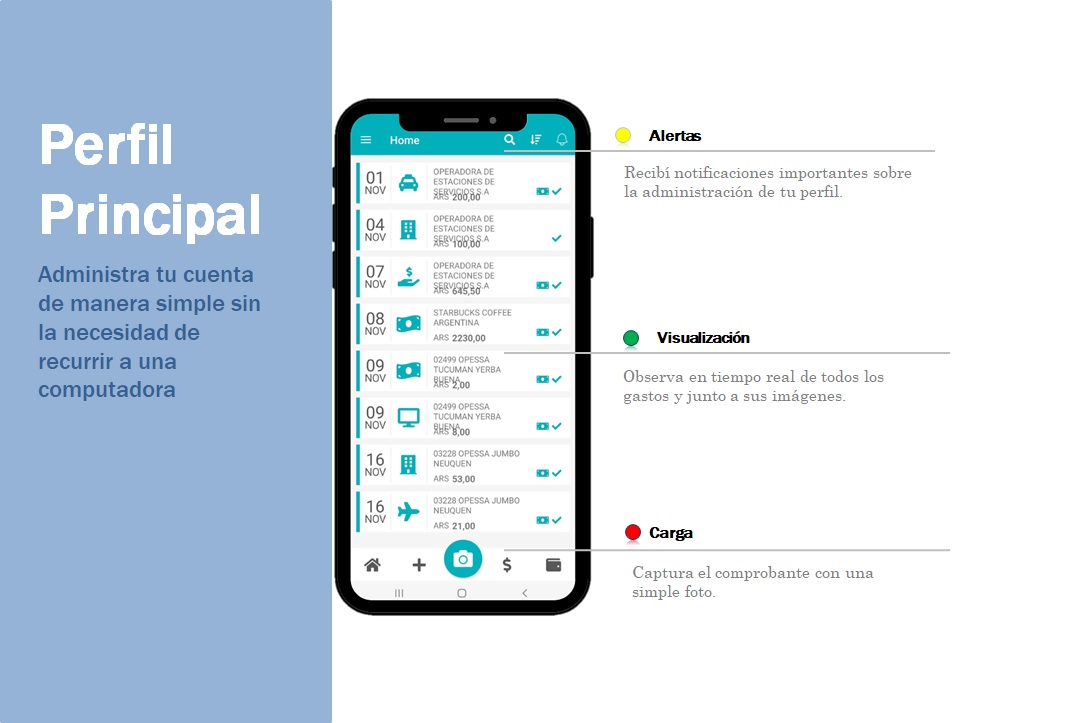 Perfil
Principal
Administra tu cuenta
de manera simple sin
la necesidad de
recurrir a una
computadora
Home
01
NOV
OPERADORA DE
ESTACIONES DE
SERVICIOS S.A
ARS 200,00
04
NOV
OPERADORA DE
ESTACIONES DE
SERVICIOS S.A
ARS 100,00
07
NOV
OPERADORA DE
ESTACIONES DE
SERVICIOS S.A
ARS 645,50
08
NOV
STARBUCKS COFFEE
ARGENTINA
ARS 2230,00
09
NOV
02499 OPESSA
TUCUMAN YERBA
BUENA
ARS 2,00
09
NOV
02499 OPESSA
TUCUMAN YERBA
BUENA
ARS 8,00
16
NOV
03228 OPESSA JUMBO
NEUQUEN
ARS 53,00
16
NOV
03228 OPESSA JUMBO
NEUQUEN
ARS 21,00
Alertas
Recibí notificaciones importantes sobre
la administración de tu perfil.
Visualización
Observa en tiempo real de todos los
gastos y junto a sus imágenes.
Carga
Captura el comprobante con una
simple foto.